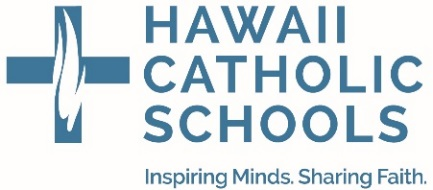 HAWAII
CATHOLIC
SCHOOLS
Inspiring Minds. Sharing Faith.